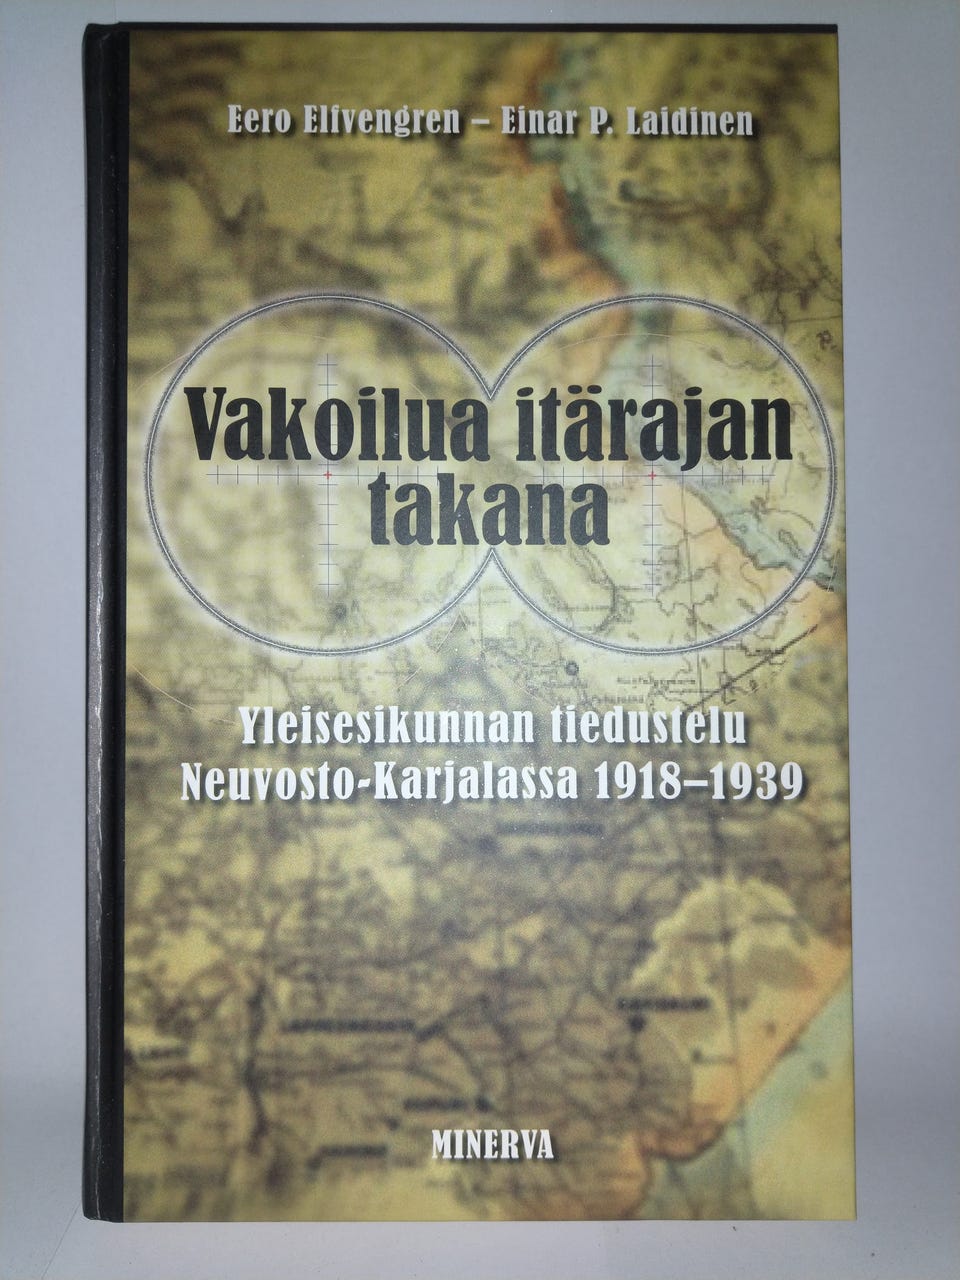 Eero Elfvengren – Einar P. Laidinen
Vakoilua itärajan
takana
Yleisesikunnan tiedustelu
Neuvosto-Karjalassa 1918–1939
MINERVA